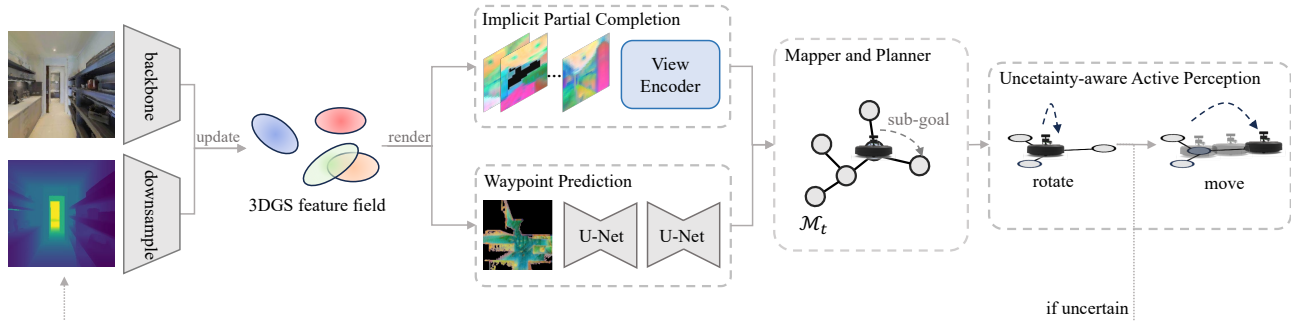 backbone
downsample
update
3DGS feature field
render
Implicit Partial Completion
...
View
Encoder
Waypoint Prediction
U-Net
U-Net
Mapper and Planner
sub-goal
ℳt
Uncetainty-aware Active Perception
rotate
move
if uncertain